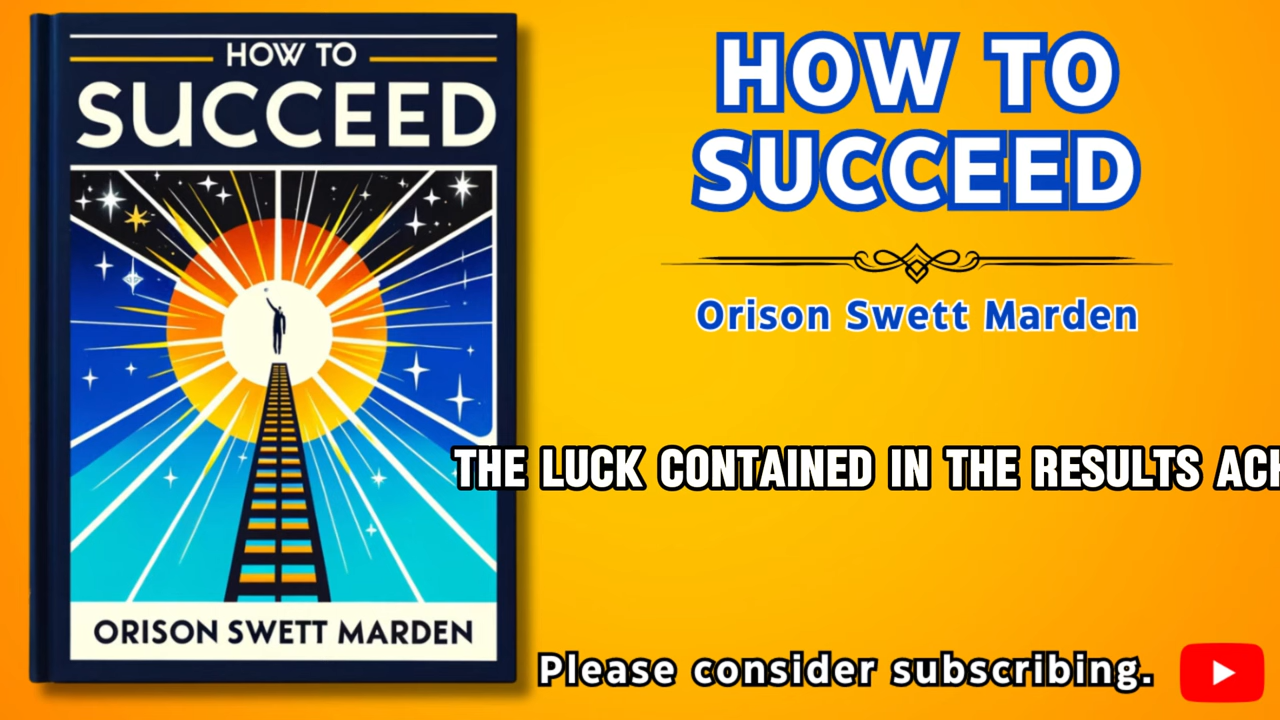 HOW TO
SUCCEED
ORISON SWETT MARDEN
HOW TO
SUCCEED
Orison Swett Marden
THE LUCK CONTAINED IN THE RESULTS
Please consider subscribing.